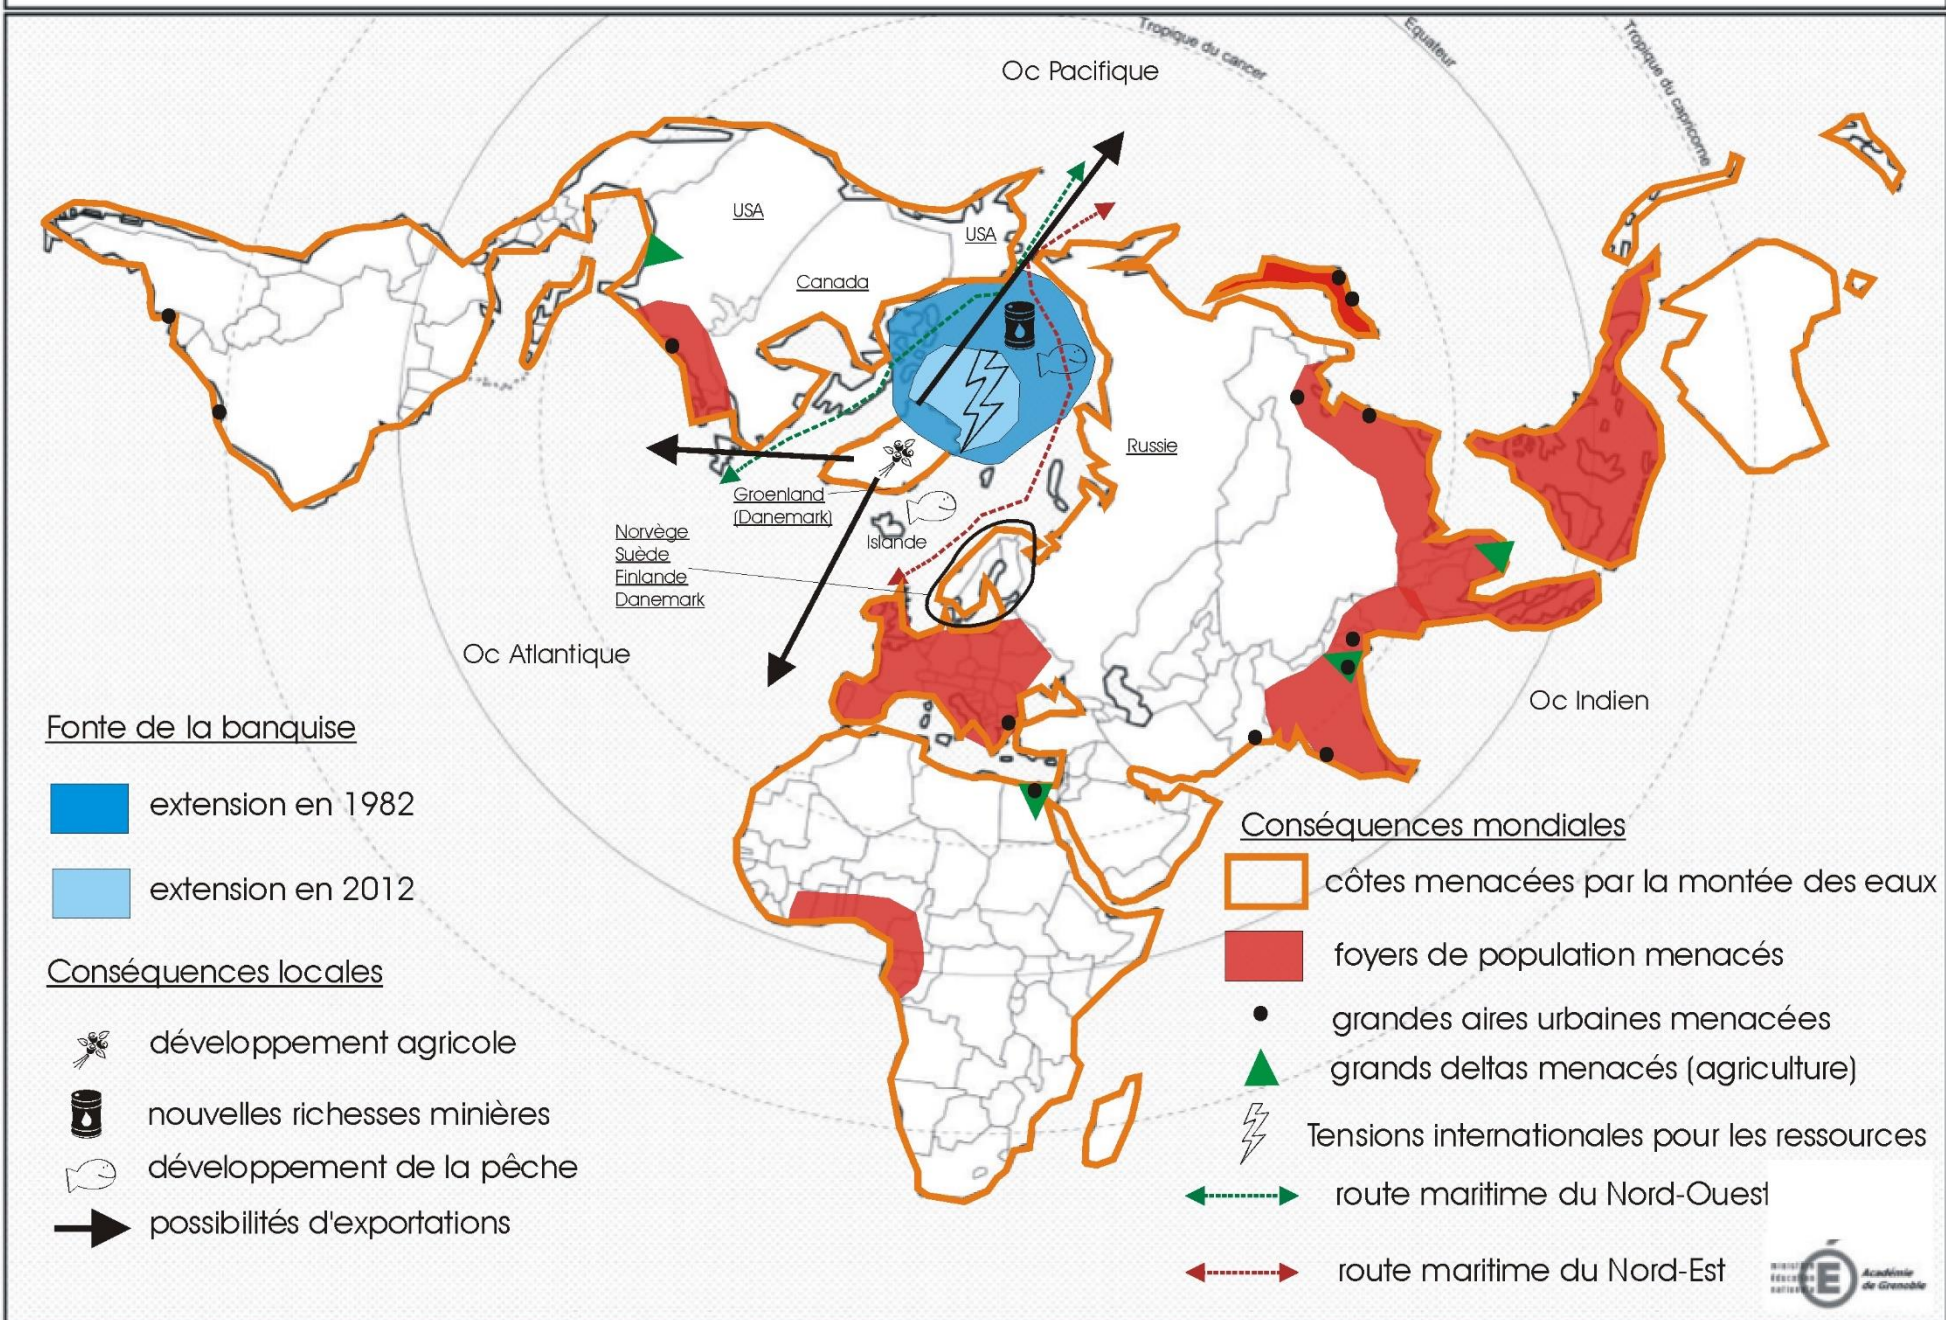 Tropique du cancer
Equateur
Tropique du capricorne
Oc Pacifique
USA
USA
Canada
Russie
Groenland
(Danemark)
Islande
Norvège
Suède
Finlande
Danemark
Oc Atlantique
Oc Indien
Fonte de la banquise
extension en 1982
extension en 2012
Conséquences locales
développement agricole
nouvelles richesses minières
développement de la pêche
possibilités d'exportations
Conséquences mondiales
côtes menacées par la montée des eaux
foyers de population menacés
grandes aires urbaines menacées
grands deltas menacés (agriculture)
Tensions internationales pour les ressources
route maritime du Nord-Ouest
route maritime du Nord-Est
É
Académie
de Grenoble